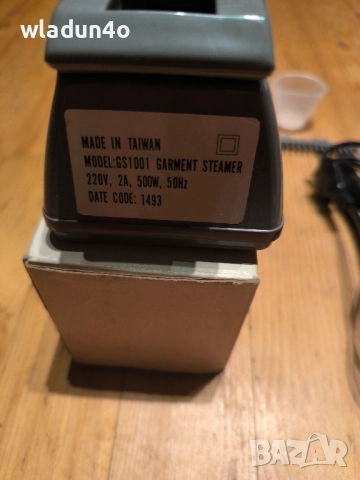 wladun4o
MADE IN TAIWAN
MODEL:GS1001 GARMENT STEAMER
220V, 2A, 500W, 50Hz
DATE CODE: 1493
BAZAR